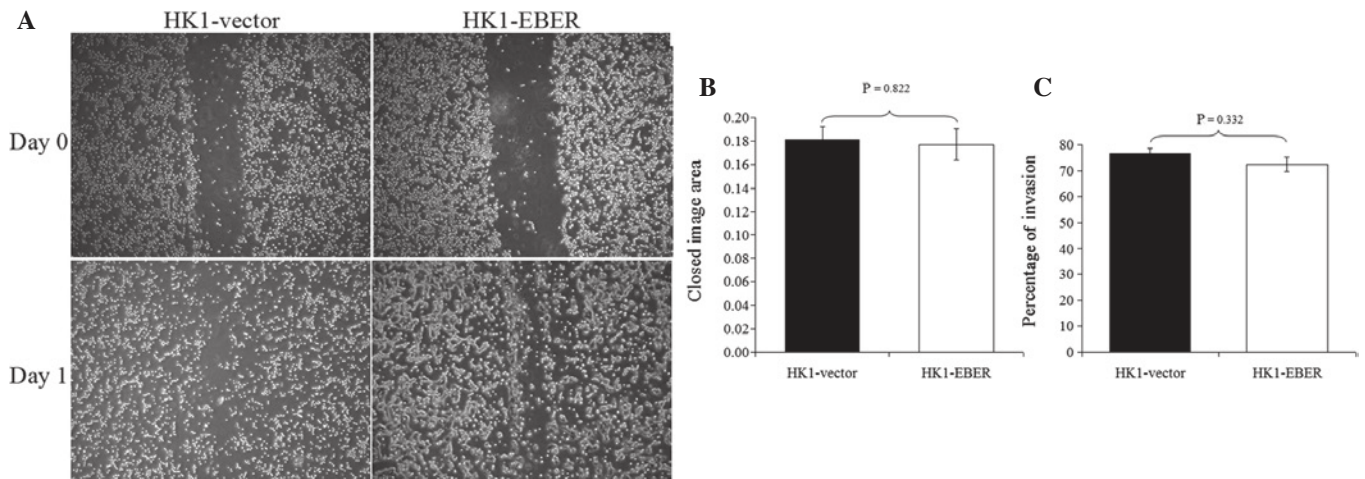 A
HK1-vector
HK1-EBER
Day 0
Day 1
B
P = 0.822
Closed image area
0.20
0.18
0.16
0.14
0.12
0.10
0.08
0.06
0.04
0.02
0.00
HK1-vector
HK1-EBER
C
P = 0.332
Percentage of invasion
80
70
60
50
40
30
20
10
0
HK1-vector
HK1-EBER